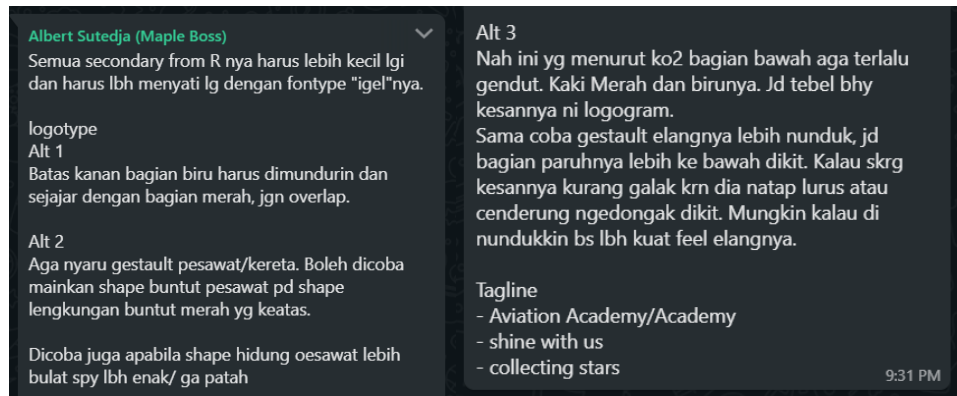 Albert Sutedja (Maple Boss)
Semua secondary from R nya harus lebih kecil lgi
dan harus lbh menyati lg dengan fontype "igel"nya.
logotype
Alt 1
Batas kanan bagian biru harus dimundurin dan
sejajar dengan bagian merah, jgn overlap.
Alt 2
Aga nyaru gestault pesawat/kereta. Boleh dicoba
mainkan shape buntut pesawat pd shape
lengkungan buntut merah yg keatas.
Dicoba juga apabila shape hidung oesawat lebih
bulat spy lbh enak/ ga patah
Alt 3
Nah ini yg menurut ko2 bagian bawah aga terlalu
gendut. Kaki Merah dan birunya. Jd tebel bhy
kesannya ni logogram.
Sama coba gestault elangnya lebih nunduk, jd
bagian paruhnya lebih ke bawah dikit. Kalau skrg
kesannya kurang galak krn dia natap lurus atau
cenderung ngedongak dikit. Mungkin kalau di
nundukkin bs lbh kuat feel elangnya.
Tagline
- Aviation Academy/Academy
- shine with us
- collecting stars
9:31 PM